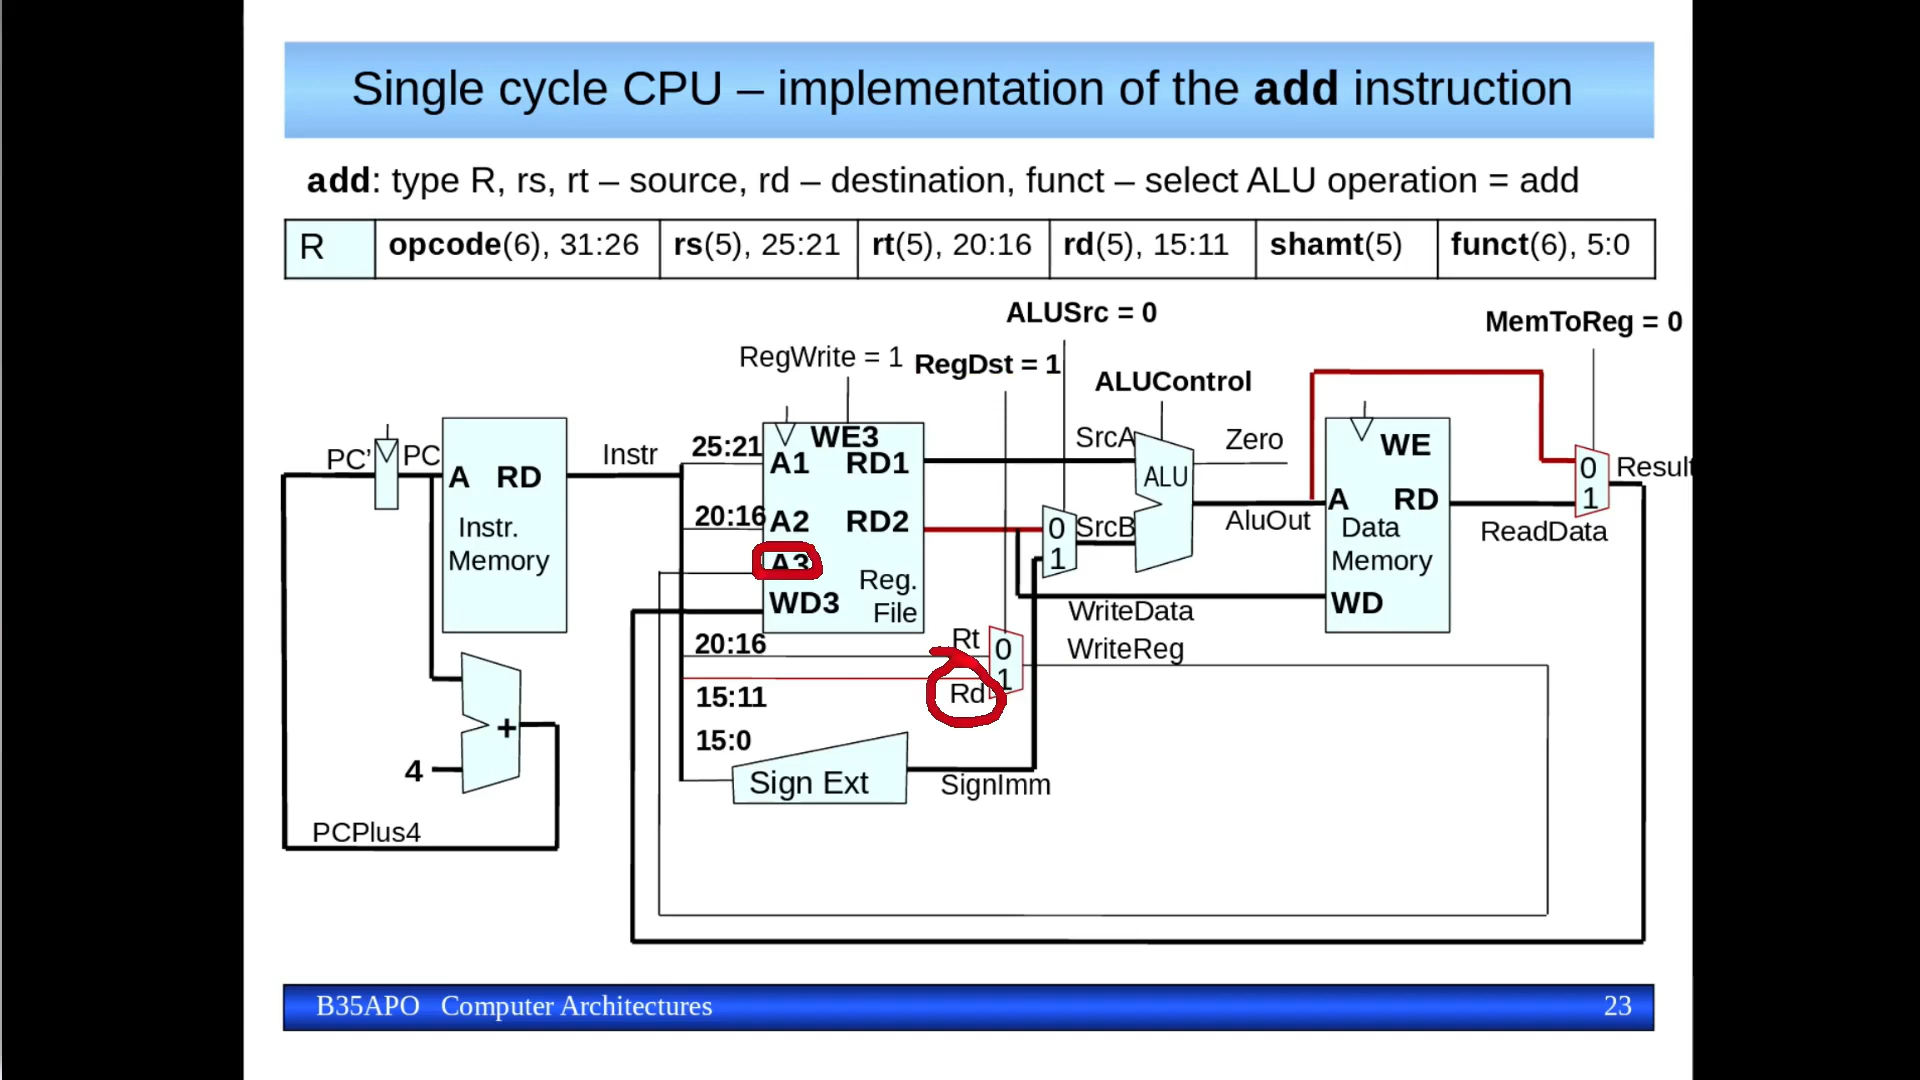 Single cycle CPU – implementation of the add instruction
add: type R, rs, rt – source, rd – destination, funct – select ALU operation = add
R opcode(6), 31:26 rs(5), 25:21 rt(5), 20:16 rd(5), 15:11 shamt(5) funct(6), 5:0
ALUSrc = 0
MemToReg = 0
RegWrite = 1
RegDst = 1
ALUControl
PC'
PC
A RD
Instr.
Memory
Instr
25:21
20:16
WE3
A1 RD1
A2 RD2
A3
WD3
Reg.
File
SrcA
SrcB
0
1
ALU
Zero
AluOut
WE
A RD
Data
Memory
WD
ReadData
0
1
Result
WriteData
WriteReg
20:16
Rt
0
1
Rd
15:11
15:0
Sign Ext
SignImm
+
4
PCPlus4
B35APO Computer Architectures
23